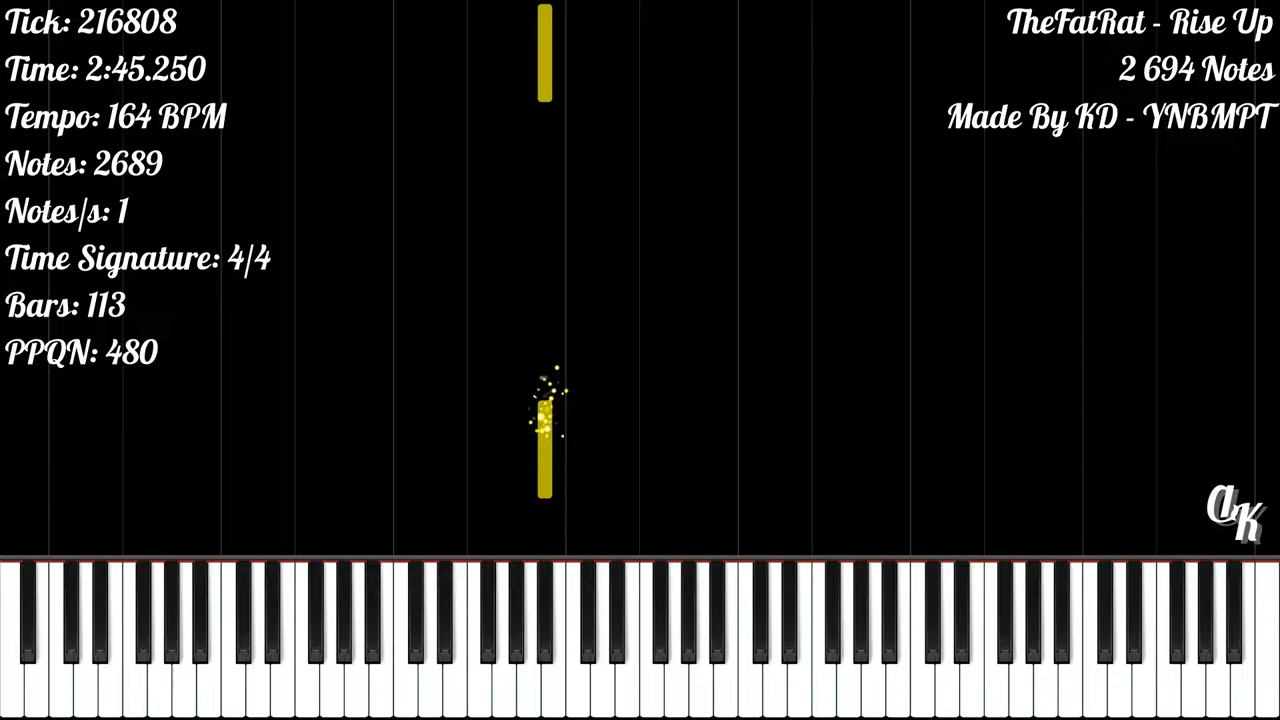 Tick: 216808
Time: 2:45.250
Tempo: 164 BPM
Notes: 2689
Notes/s: 1
Time Signature: 4/4
Bars: 113
PPQN: 480
TheFatRat - Rise Up
2 694 Notes
Made By KD - YNBMPT
aK